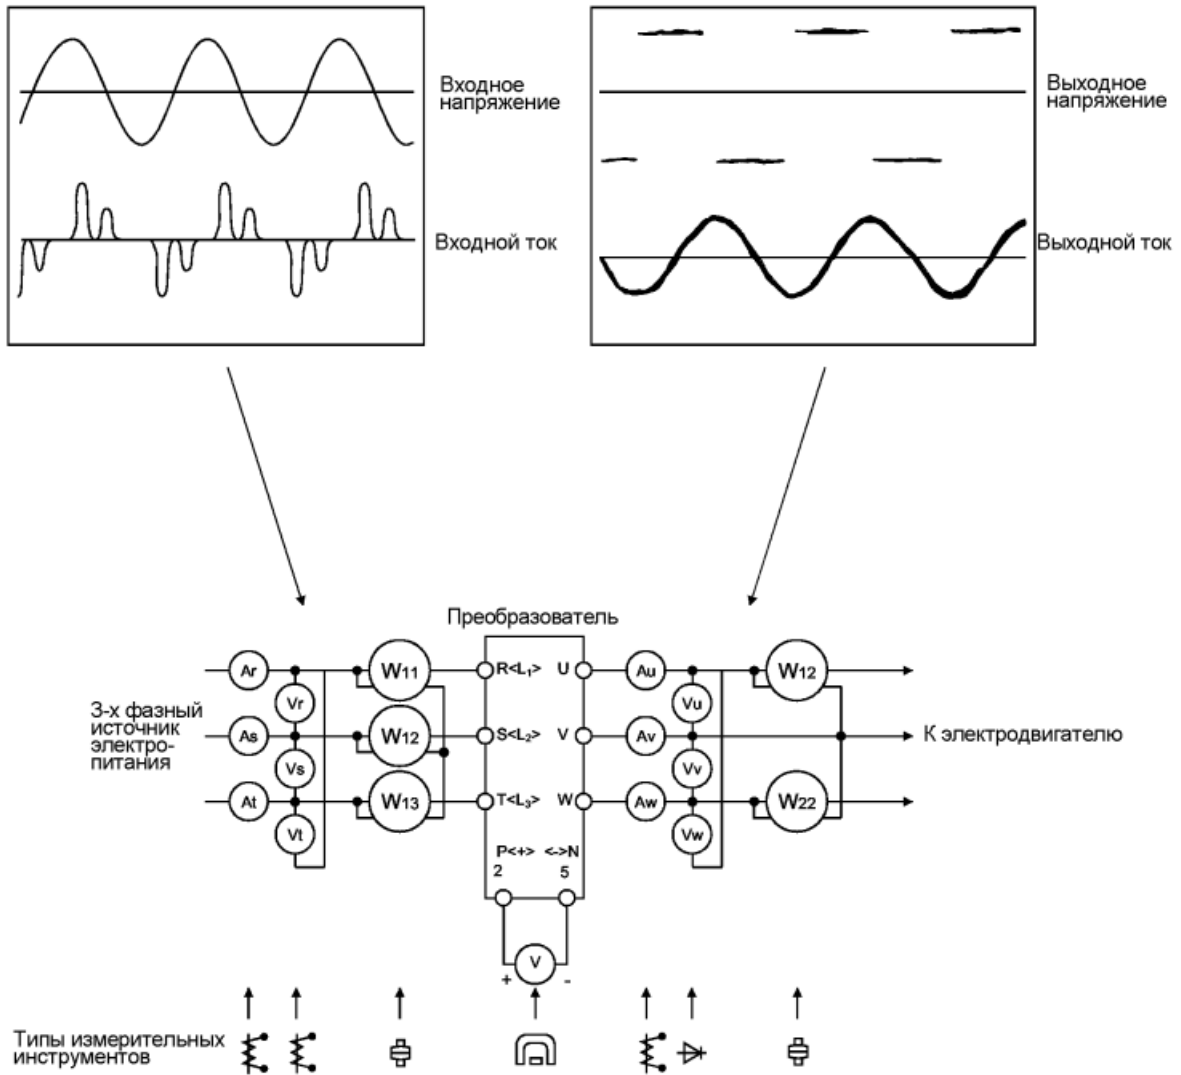 Входное
напряжение
Входной ток
Выходное
напряжение
Выходной ток
Преобразователь
3-х фазный
источник
электро-
питания
Ar
Vr
W11
R<L1>
U
Au
Vu
W12
As
Vs
W12
S<L2>
V
Av
Vv
К электродвигателю
At
Vt
W13
T<L3>
W
Aw
Vw
W22
P<+> <->N
2 5
V
+ -
Типы измерительных
инструментов